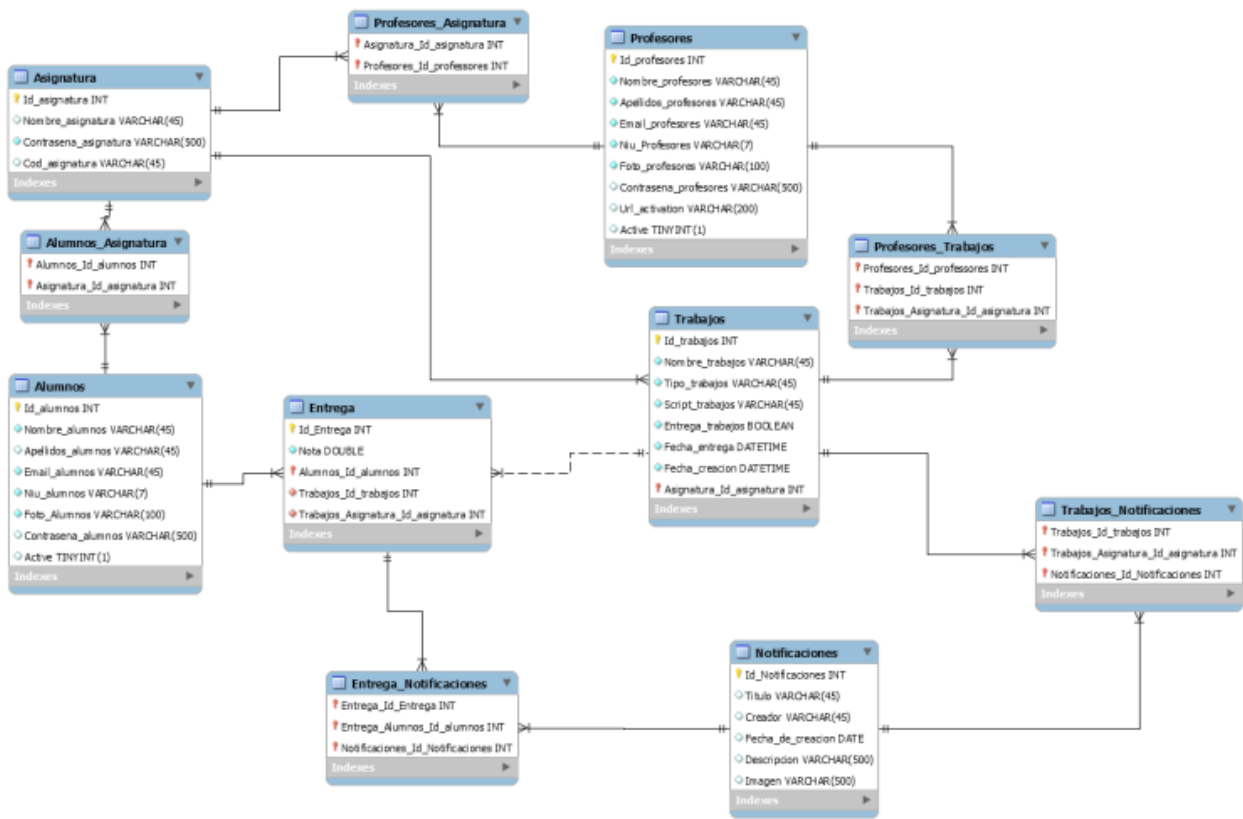 Profesores_Asignatura
Asignatura_Id_asignatura INT
Profesores_Id_professores INT
Indexes
Profesores
Id_profesores INT
Nombre_profesores VARCHAR(45)
Apellidos_profesores VARCHAR(45)
Email_profesores VARCHAR(45)
Niu_Profesores VARCHAR(7)
Foto_profesores VARCHAR(100)
Contrasena_profesores VARCHAR(500)
Url_activation VARCHAR(200)
Active TINYINT(1)
Indexes
Asignatura
Id_asignatura INT
Nombre_asignatura VARCHAR(45)
Contrasena_asignatura VARCHAR(500)
Cod_asignatura VARCHAR(45)
Indexes
Alumnos_Asignatura
Alumnos_Id_alumnos INT
Asignatura_Id_asignatura INT
Indexes
Profesores_Trabajos
Profesores_Id_professores INT
Trabajos_Id_trabajos INT
Trabajos_Asignatura_Id_asignatura INT
Indexes
Trabajos
Id_trabajos INT
Nombre_trabajos VARCHAR(45)
Tipo_trabajos VARCHAR(45)
Script_trabajos VARCHAR(45)
Entrega_trabajos BOOLEAN
Fecha_entrega DATETIME
Fecha_creacion DATETIME
Asignatura_Id_asignatura INT
Indexes
Alumnos
Id_alumnos INT
Nombre_alumnos VARCHAR(45)
Apellidos_alumnos VARCHAR(45)
Email_alumnos VARCHAR(45)
Niu_alumnos VARCHAR(7)
Foto_Alumnos VARCHAR(100)
Contrasena_alumnos VARCHAR(500)
Active TINYINT(1)
Indexes
Entrega
Id_Entrega INT
Nota DOUBLE
Alumnos_Id_alumnos INT
Trabajos_Id_trabajos INT
Trabajos_Asignatura_Id_asignatura INT
Indexes
Trabajos_Notificaciones
Trabajos_Id_trabajos INT
Trabajos_Asignatura_Id_asignatura INT
Notificaciones_Id_Notificaciones INT
Indexes
Notificaciones
Id_Notificaciones INT
Titulo VARCHAR(45)
Creador VARCHAR(45)
Fecha_de_creacion DATE
Descripcion VARCHAR(500)
Imagen VARCHAR(500)
Indexes
Entrega_Notificaciones
Entrega_Id_Entrega INT
Entrega_Alumnos_Id_alumnos INT
Notificaciones_Id_Notificaciones INT
Indexes